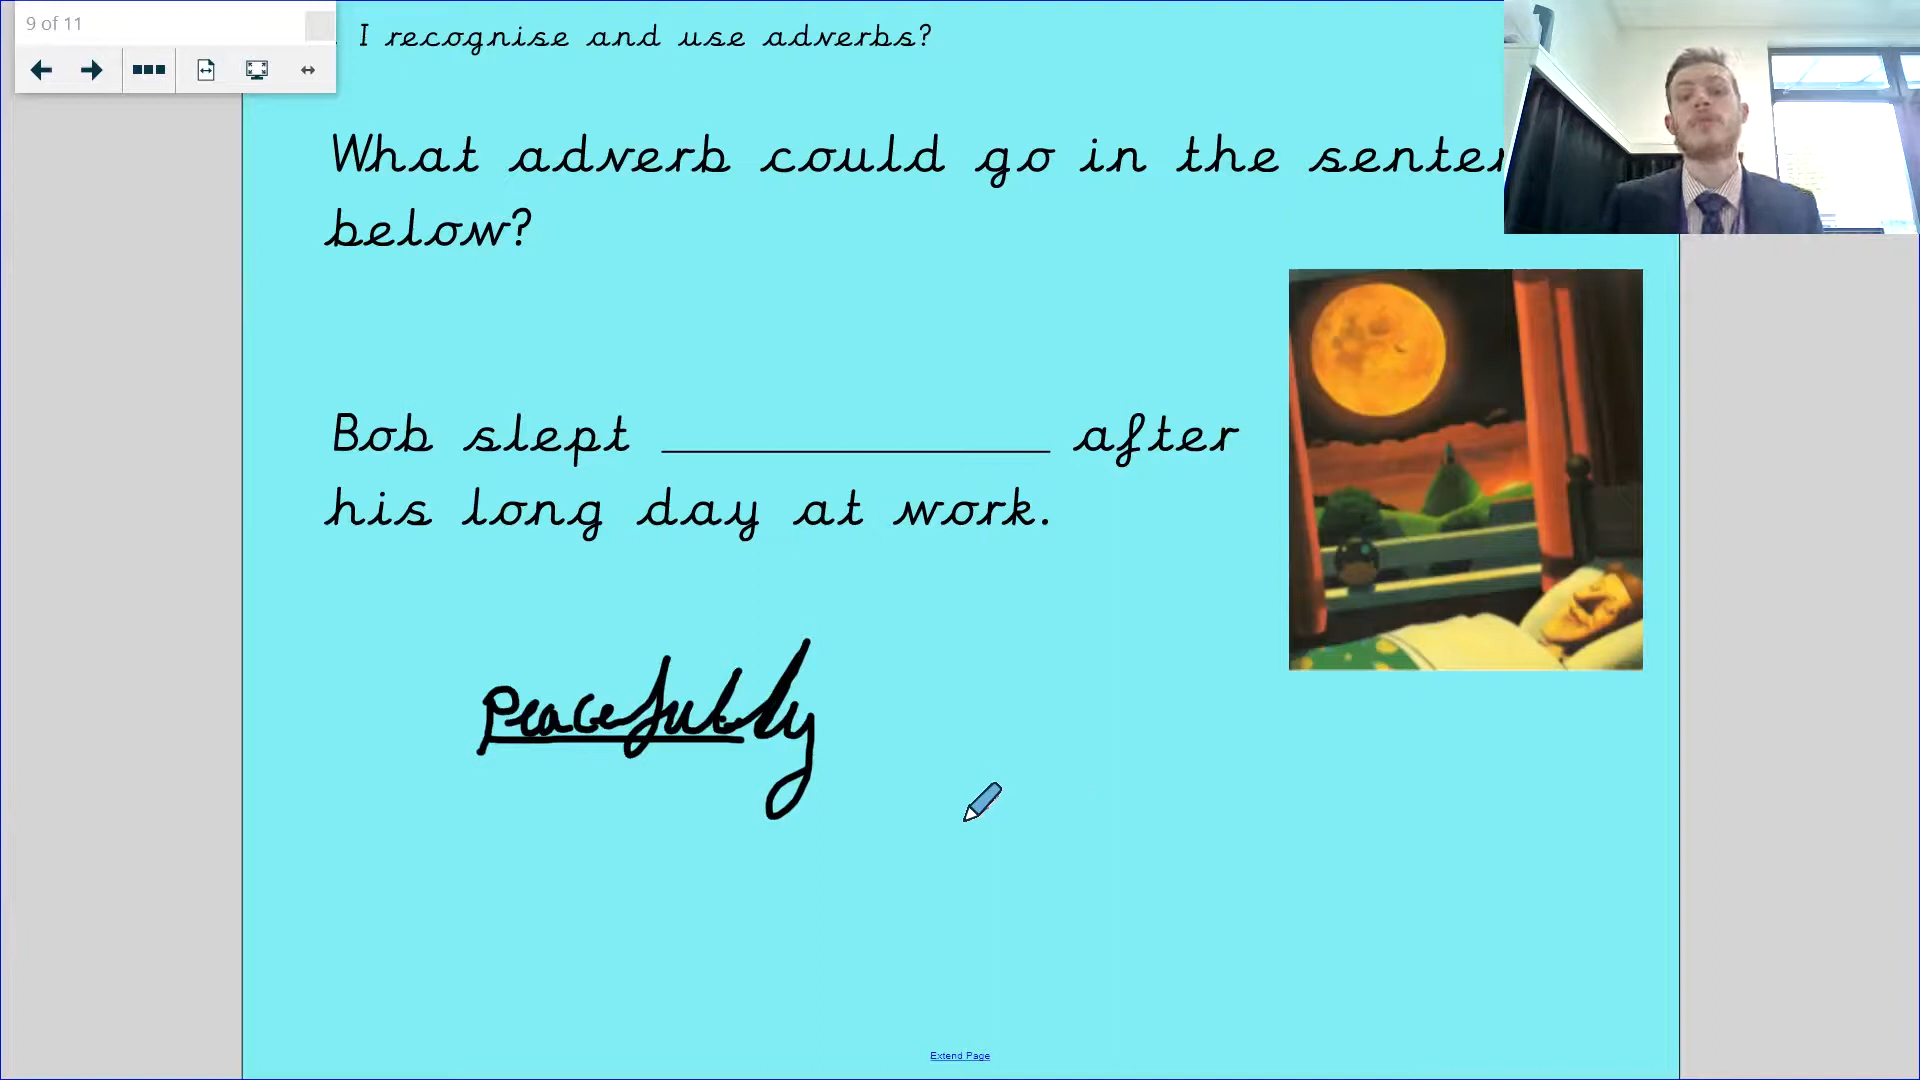 9 of 11
I recognise and use adverbs?
What adverb could go in the
below?
Bob slept ______________ after
his long day at work.
Peacefully
Extend Page